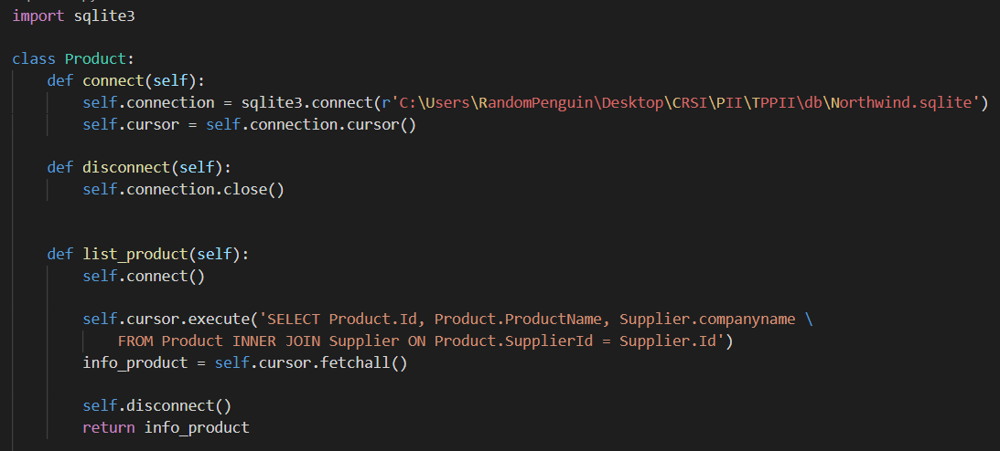 import sqlite3
class Product:
def connect(self):
self.connection = sqlite3.connect(r'C:\Users\RandomPenguin\Desktop\CRSI\PII\TPPII\db\Northwind.sqlite')
self.cursor = self.connection.cursor()
def disconnect(self):
self.connection.close()
def list_product(self):
self.connect()
self.cursor.execute('SELECT Product.Id, Product.ProductName, Supplier.companyname \
FROM Product INNER JOIN Supplier ON Product.SupplierId = Supplier.Id')
info_product = self.cursor.fetchall()
self.disconnect()
return info_product